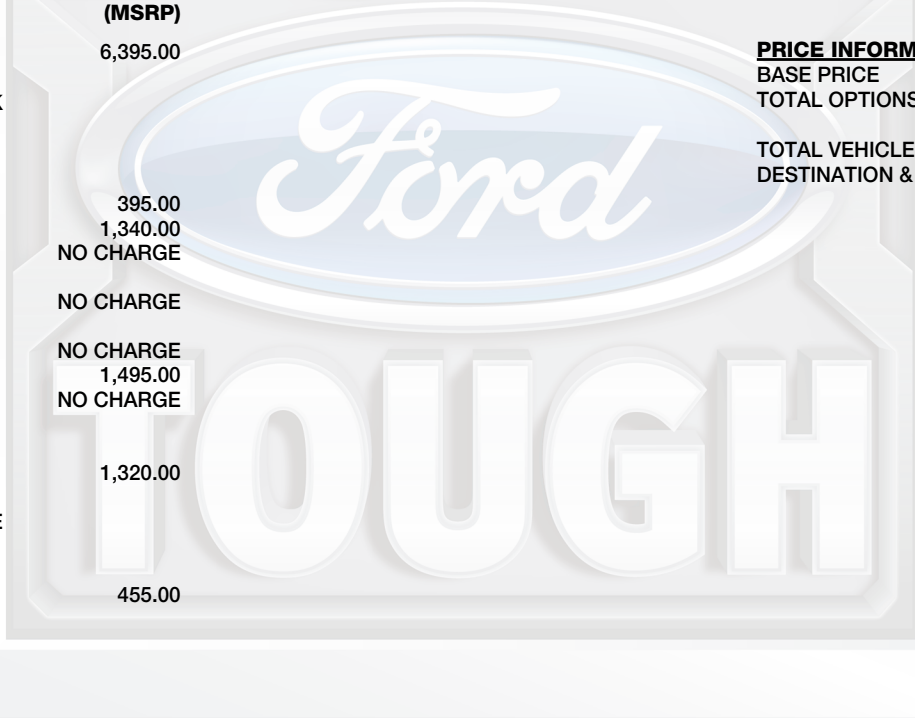 (MSRP)
6,395.00
K
395.00
1,340.00
NO CHARGE
NO CHARGE
NO CHARGE
1,495.00
NO CHARGE
1,320.00
E
455.00
PRICE INFORM
BASE PRICE
TOTAL OPTIONS
TOTAL VEHICLE
DESTINATION &
Ford
TOUGH